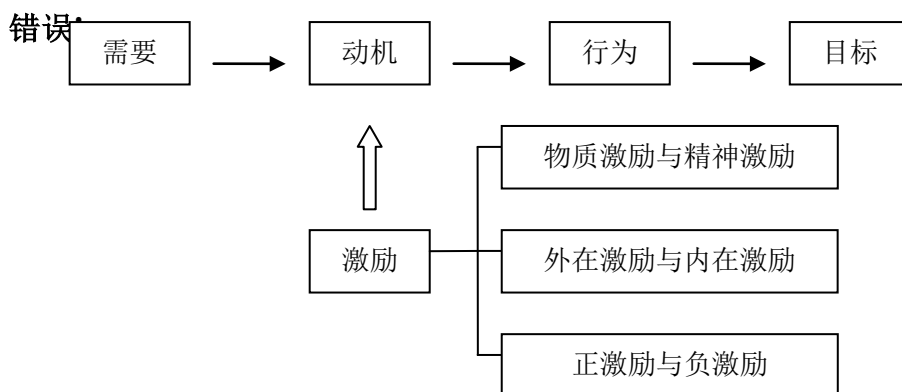 错误!
需要 动机 行为 目标
物质激励与精神激励
激励 外在激励与内在激励
正激励与负激励